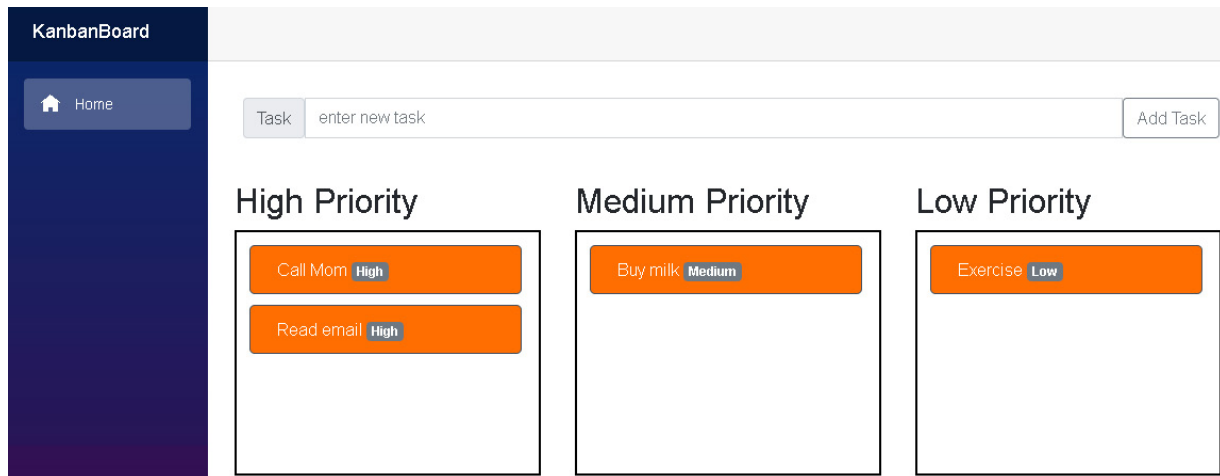 KanbanBoard
Home
Task enter new task Add Task
High Priority Medium Priority Low Priority
Call Mom High Buy milk Medium Exercise Low
Read email High